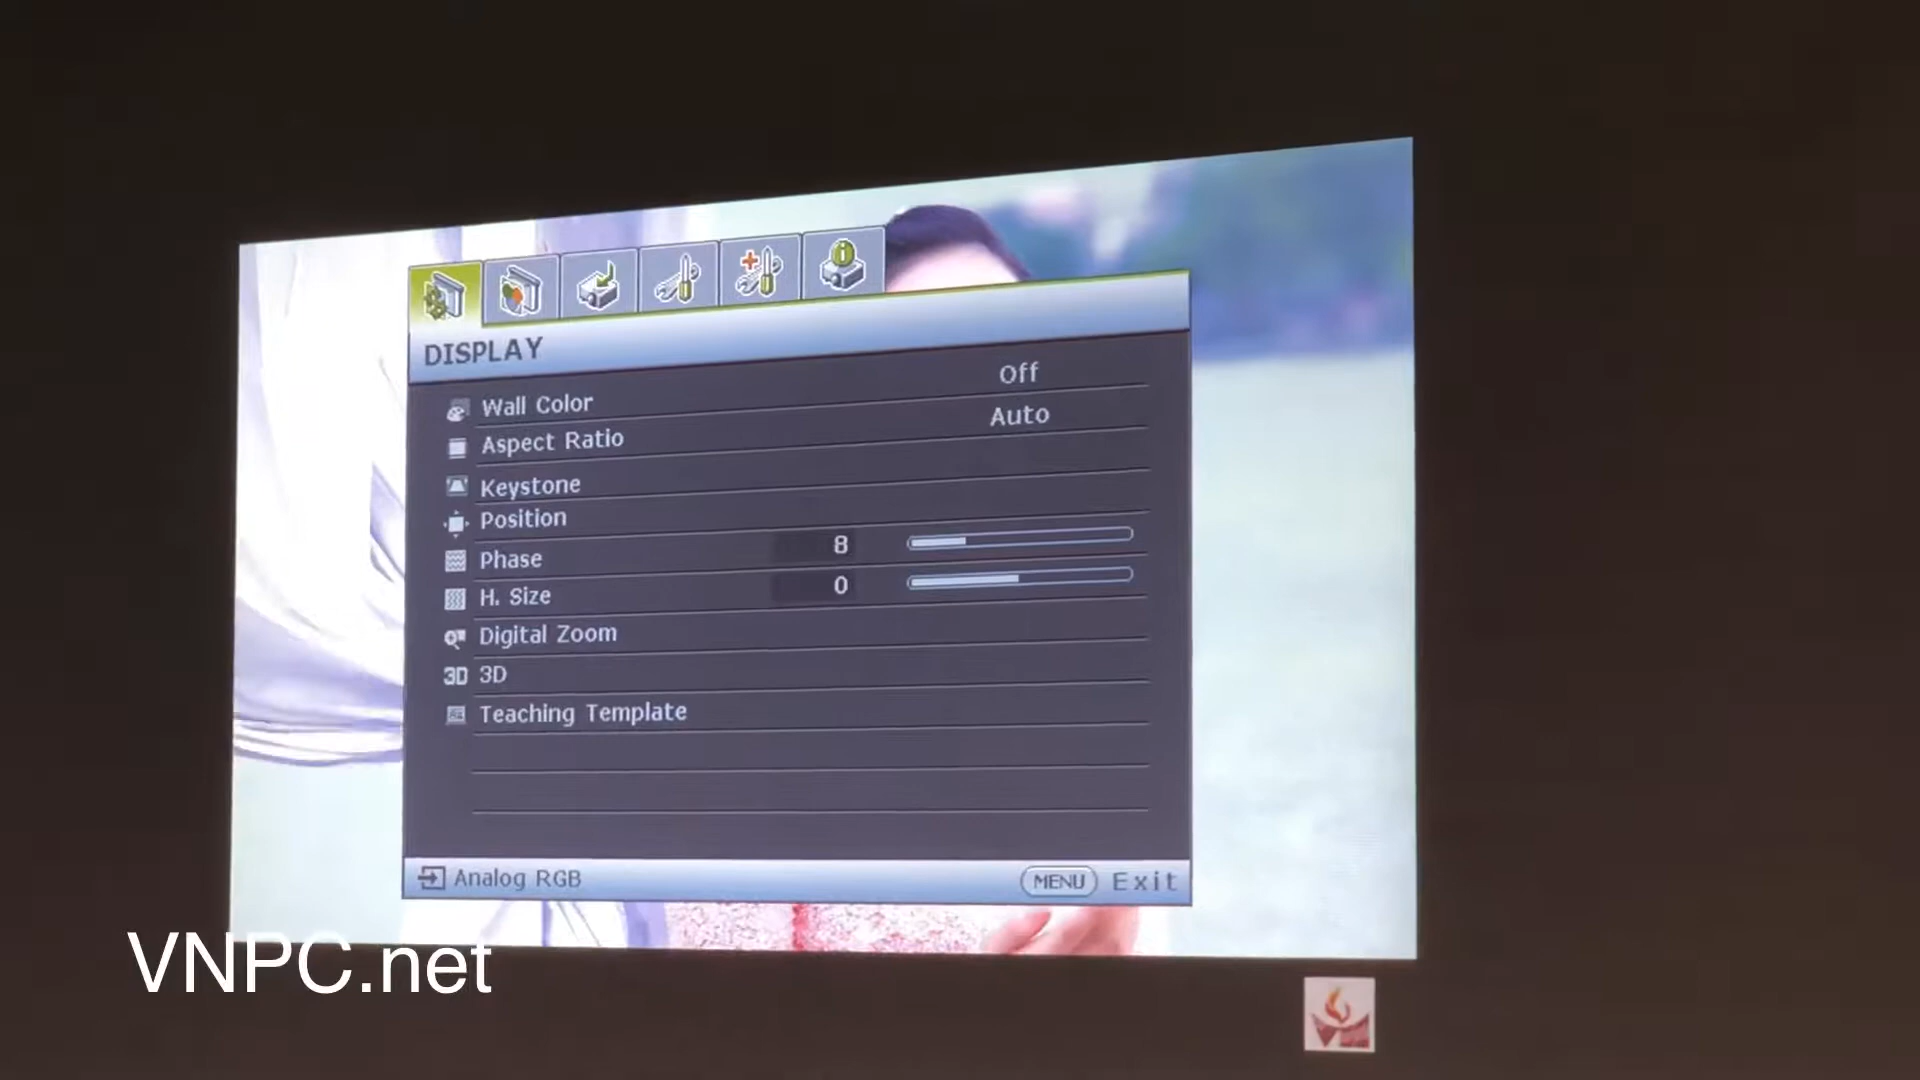 DISPLAY
Wall Color Off
Aspect Ratio Auto
Keystone
Position
Phase 8
H. Size 0
Digital Zoom
3D 3D
Teaching Template
Analog RGB MENU Exit
VNPC.net